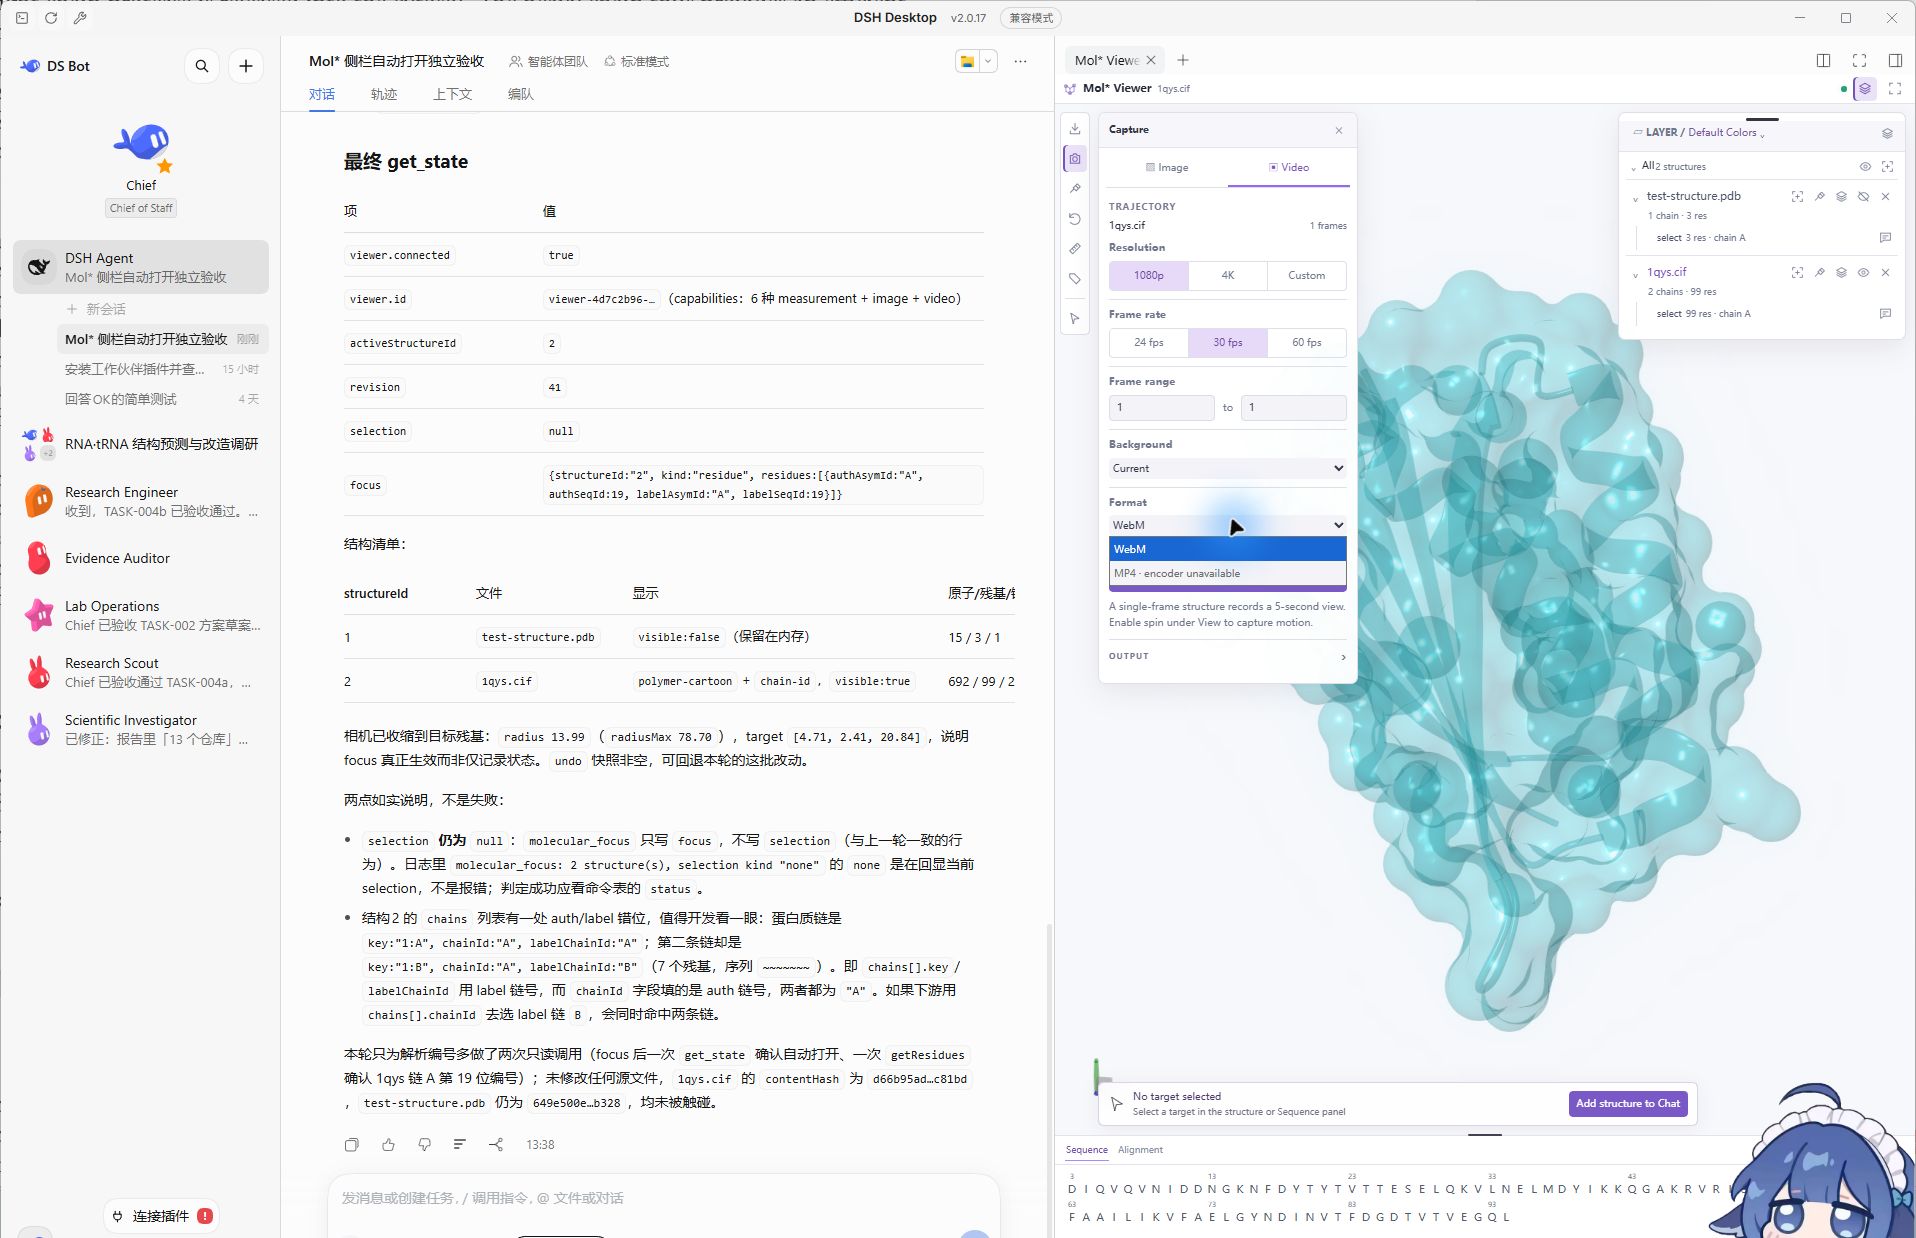 DSH Desktop v2.0.17 兼容模式
DS Bot
Chief
Chief of Staff
DSH Agent
Mol* 侧栏自动打开独立验收
新会话
Mol* 侧栏自动打开独立验收 刚刚
安装工作伙伴插件并查... 15 小时
回答OK的简单测试 4 天
+2
RNA·tRNA 结构预测与改造调研
Research Engineer
收到，TASK-004b 已验收通过。...
Evidence Auditor
Lab Operations
Chief 已验收 TASK-002 方案草案...
Research Scout
Chief 已验收通过 TASK-004a，...
Scientific Investigator
已修正：报告里「13 个仓库」...
连接插件 !
Mol* 侧栏自动打开独立验收 智能体团队 标准模式
对话 轨迹 上下文 编队
最终 get_state
项 值
viewer.connected true
viewer.id viewer-4d7c2b96-… （capabilities：6 种 measurement + image + video）
activeStructureId 2
revision 41
selection null
focus {structureId:"2", kind:"residue", residues:[{authAsymId:"A",
authSeqId:19, labelAsymId:"A", labelSeqId:19}]}
结构清单：
structureId 文件 显示 原子/残基/
1 test-structure.pdb visible:false （保留在内存） 15 / 3 / 1
2 1qys.cif polymer-cartoon + chain-id , visible:true 692 / 99 / 2
相机已收缩到目标残基： radius 13.99 （ radiusMax 78.70 ）, target [4.71, 2.41, 20.84] ，说明
focus 真正生效而非仅记录状态。 undo 快照非空，可回退本轮的这批改动。
两点如实说明，不是失败：
• selection 仍为 null ： molecular_focus 只写 focus ，不写 selection （与上一轮一致的行
为）。日志里 molecular_focus: 2 structure(s), selection kind "none" 的 none 是在回显当前
selection，不是报错；判定成功应看命令表的 status 。
• 结构 2 的 chains 列表有一处 auth/label 错位，值得开发看一眼：蛋白质链是
key:"1:A", chainId:"A", labelChainId:"A" ；第二条链却是
key:"1:B", chainId:"A", labelChainId:"B" （7 个残基，序列 ~~~~~~~ ）。即 chains[].key /
labelChainId 用 label 链号，而 chainId 字段填的是 auth 链号，两者都为 "A" 。如果下游用
chains[].chainId 去选 label 链 B ，会同时命中两条链。
本轮只为解析编号多做了两次只读调用（focus 后一次 get_state 确认自动打开、一次 getResidues
确认 1qys 链 A 第 19 位编号）；未修改任何源文件， 1qys.cif 的 contentHash 为 d66b95ad…c81bd
， test-structure.pdb 仍为 649e500e…b328 ，均未被触碰。
13:38
发消息或创建任务，/ 调用指令，@ 文件或对话
Mol* Viewe
Mol* Viewer 1qys.cif
Capture
Image Video
TRAJECTORY
1qys.cif 1 frames
Resolution
1080p 4K Custom
Frame rate
24 fps 30 fps 60 fps
Frame range
1 to 1
Background
Current
Format
WebM
WebM
MP4 · encoder unavailable
A single-frame structure records a 5-second view.
Enable spin under View to capture motion.
OUTPUT
LAYER / Default Colors
All 2 structures
test-structure.pdb
1 chain · 3 res
select 3 res · chain A
1qys.cif
2 chains · 99 res
select 99 res · chain A
No target selected
Select a target in the structure or Sequence panel
Add structure to Chat
Sequence Alignment
3 13 23 33 43
D I Q V Q V N I D D N G K N F D Y T Y T V T T E S E L Q K V L N E L M D Y I K K Q G A K R V R
63 73 83 93
F A A I L I K V F A E L G Y N D I N V T F D G D T V T V E G Q L